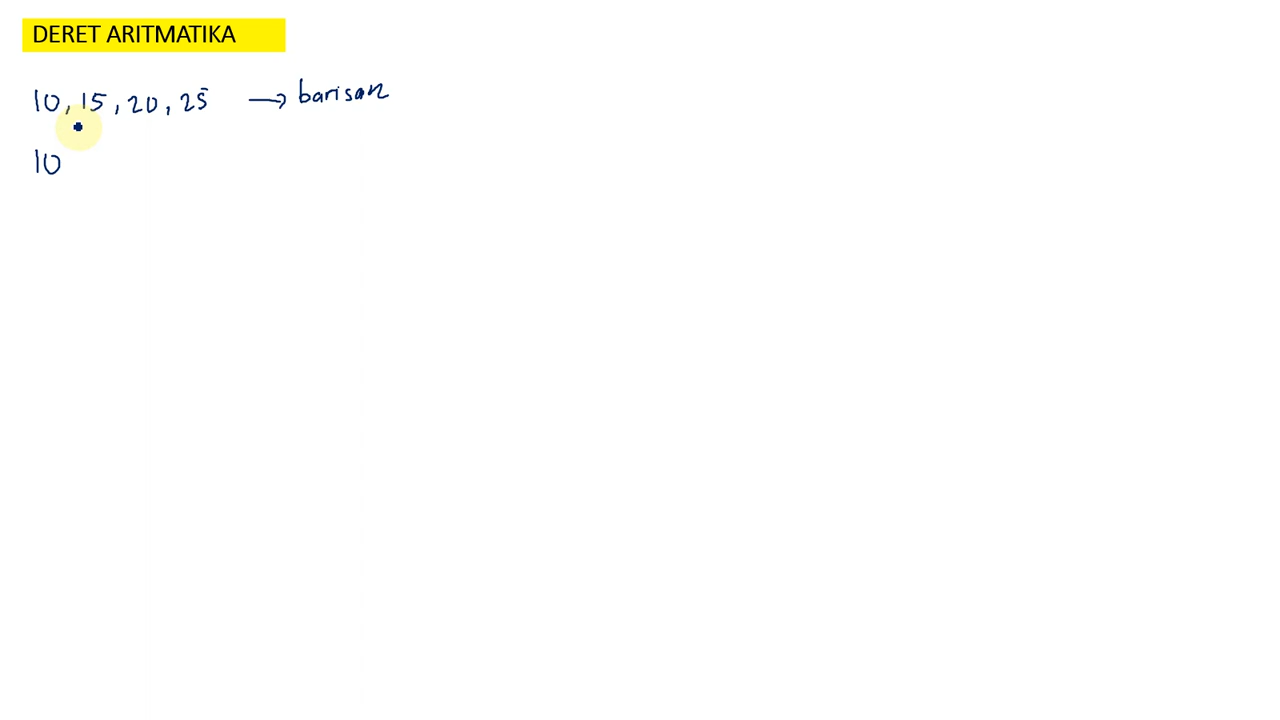 DERET ARITMATIKA
10, 15, 20, 25 → barisan
10